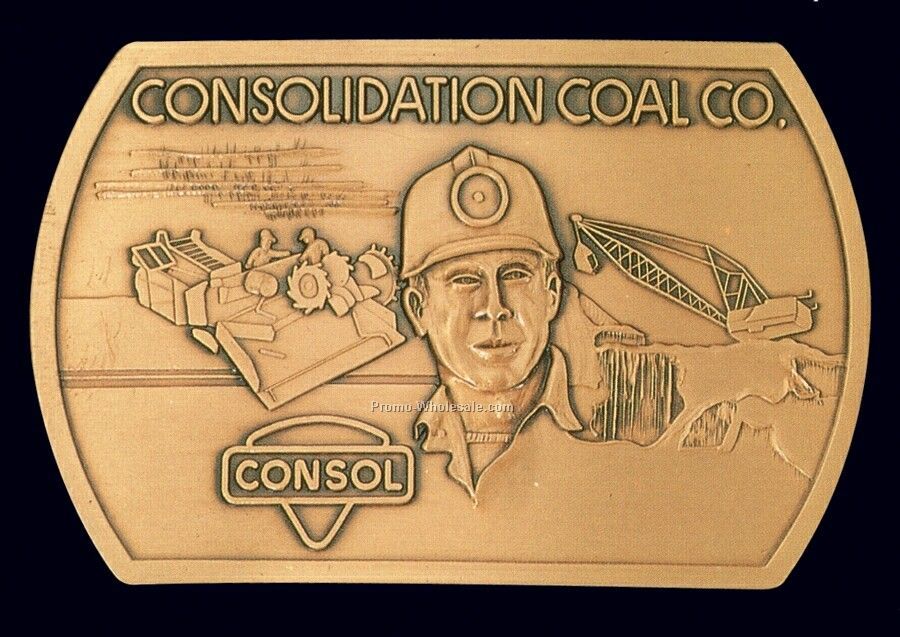 CONSOLIDATION COAL CO.
Promo-Wholesale.com
CONSOL